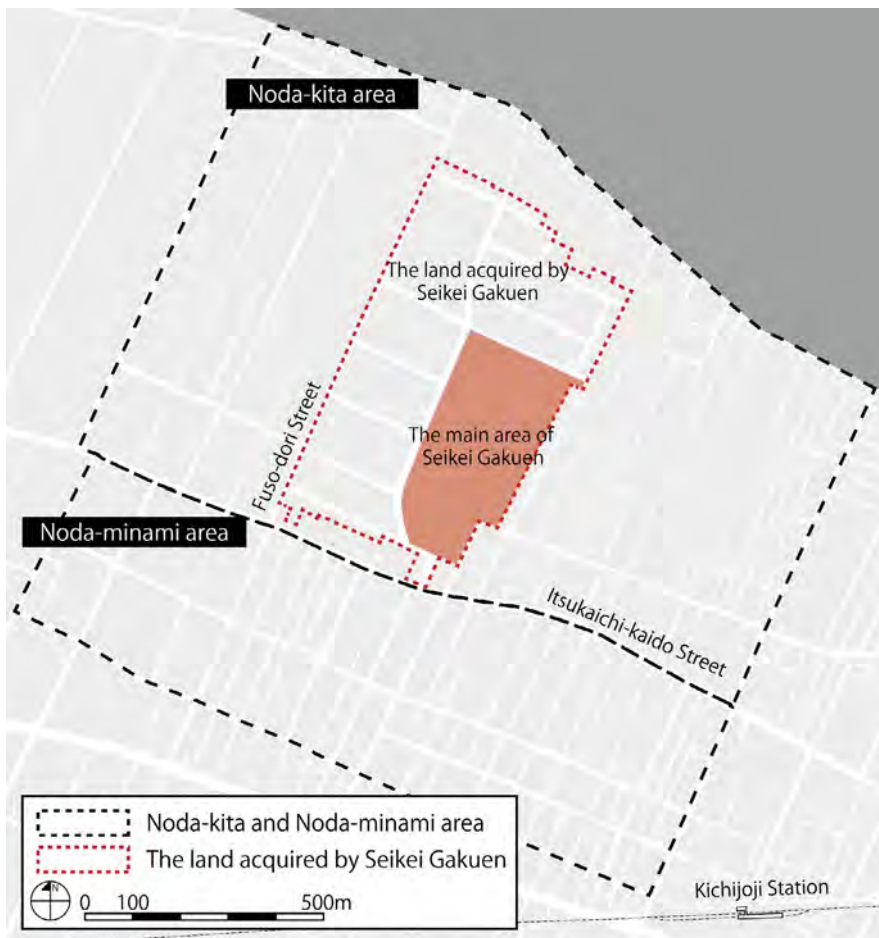 Noda-kita area
The land acquired by
Seikei Gakuen
Fuso-dori Street
The main area of
Seikei Gakuen
Noda-minami area
Itsukaichi-kaido Street
Noda-kita and Noda-minami area
The land acquired by Seikei Gakuen
N
0 100 500m
Kichijoji Station